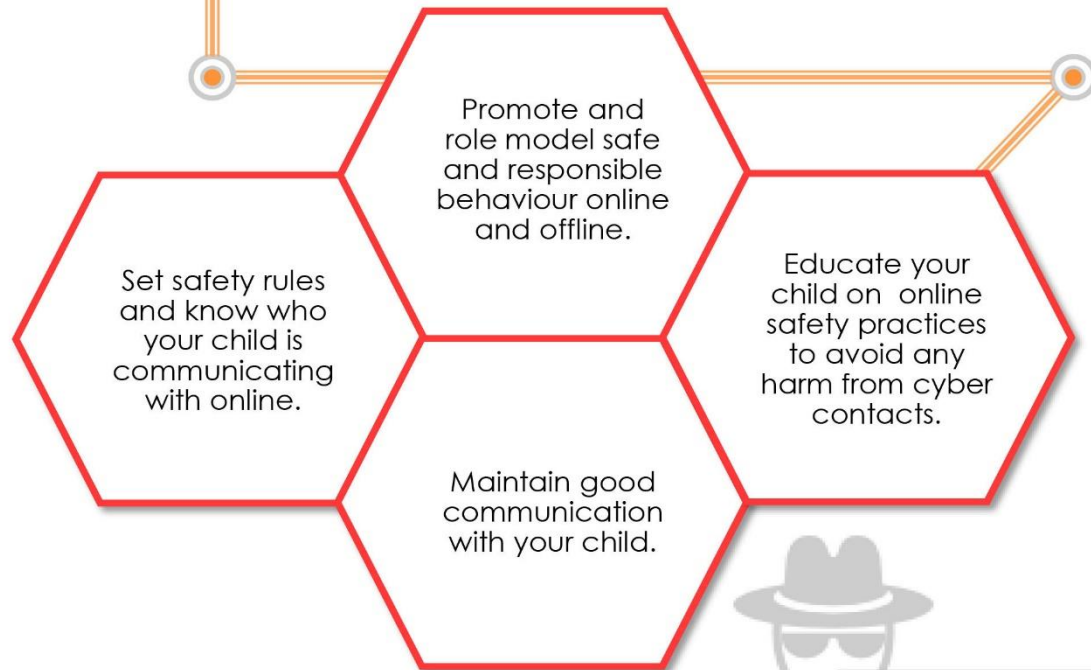 Promote and
role model safe
and responsible
behaviour online
and offline.
Set safety rules
and know who
your child is
communicating
with online.
Educate your
child on online
safety practices
to avoid any
harm from cyber
contacts.
Maintain good
communication
with your child.